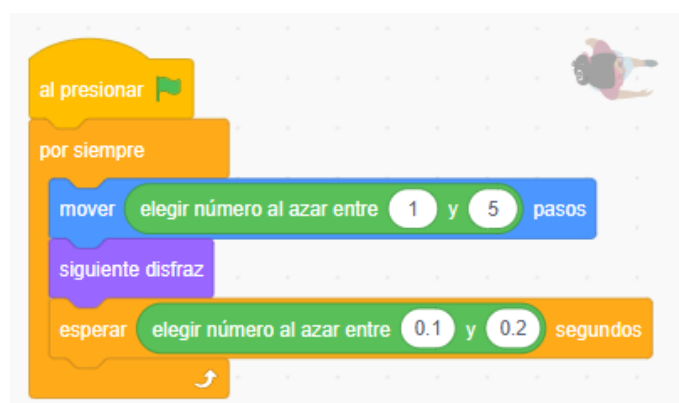 al presionar
por siempre
mover elegir número al azar entre 1 y 5 pasos
siguiente disfraz
esperar elegir número al azar entre 0.1 y 0.2 segundos